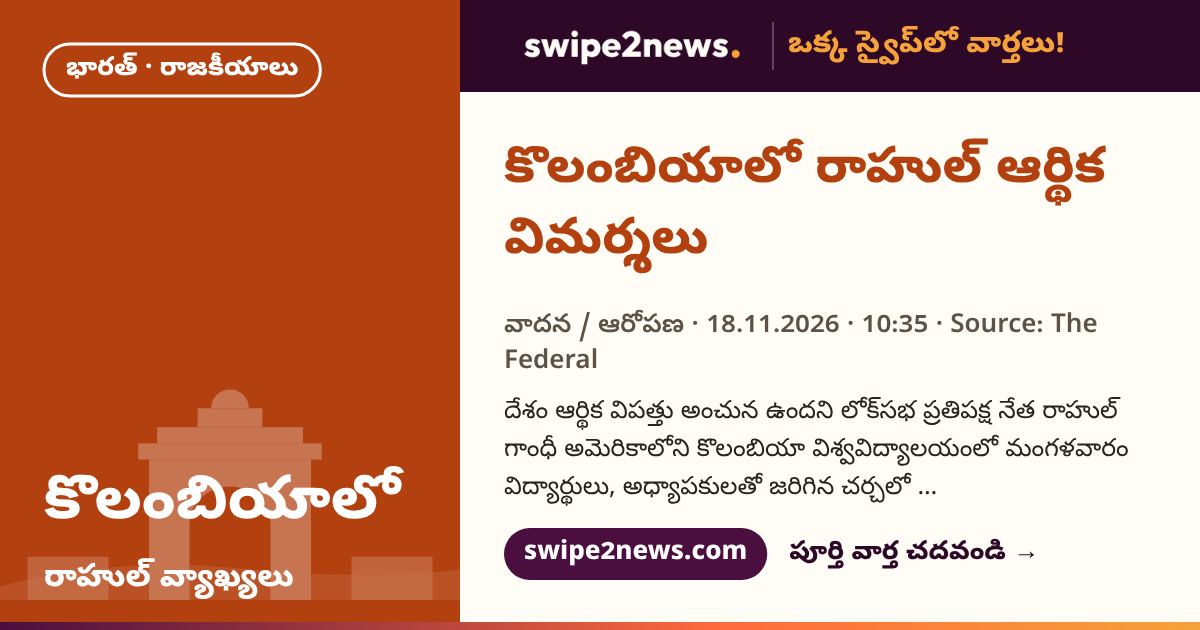 భారత్ · రాజకీయాలు
కొలంబియాలో
రాహుల్ వ్యాఖ్యలు
swipe2news.
ఒక్క స్వైప్‌లో వార్తలు!
కొలంబియాలో రాహుల్ ఆర్థిక
విమర్శలు
వాదన / ఆరోపణ · 18.11.2026 · 10:35 · Source: The
Federal
దేశం ఆర్థిక విపత్తు అంచున ఉందని లోక్‌సభ ప్రతిపక్ష నేత రాహుల్
గాంధీ అమెరికాలోని కొలంబియా విశ్వవిద్యాలయంలో మంగళవారం
విద్యార్థులు, అధ్యాపకులతో జరిగిన చర్చలో ...
swipe2news.com
పూర్తి వార్త చదవండి →